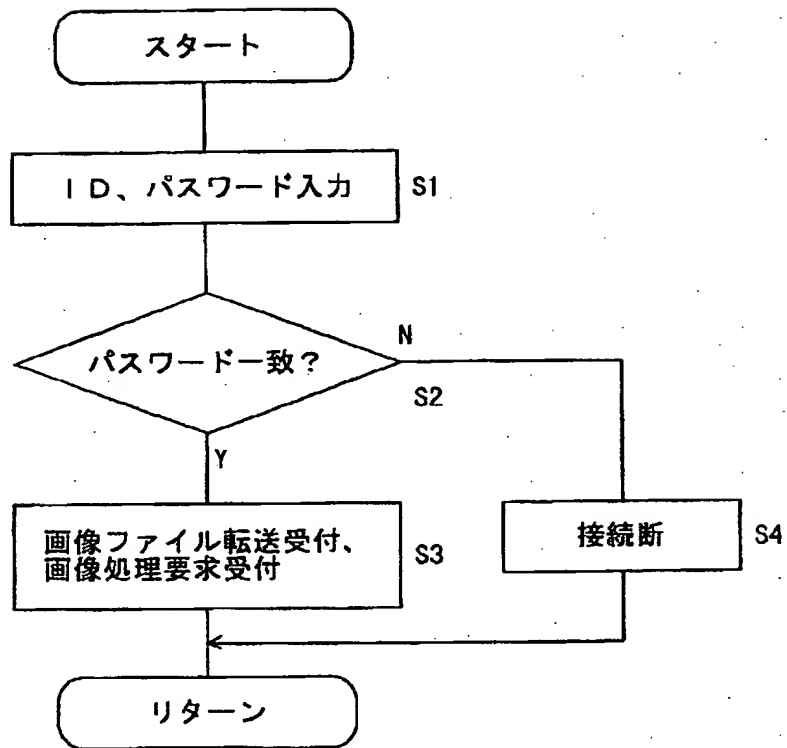 スタート
ID、パスワード入力
S1
パスワード一致?
N
S2
Y
画像ファイル転送受付、
画像処理要求受付
S3
接続断
S4
リターン